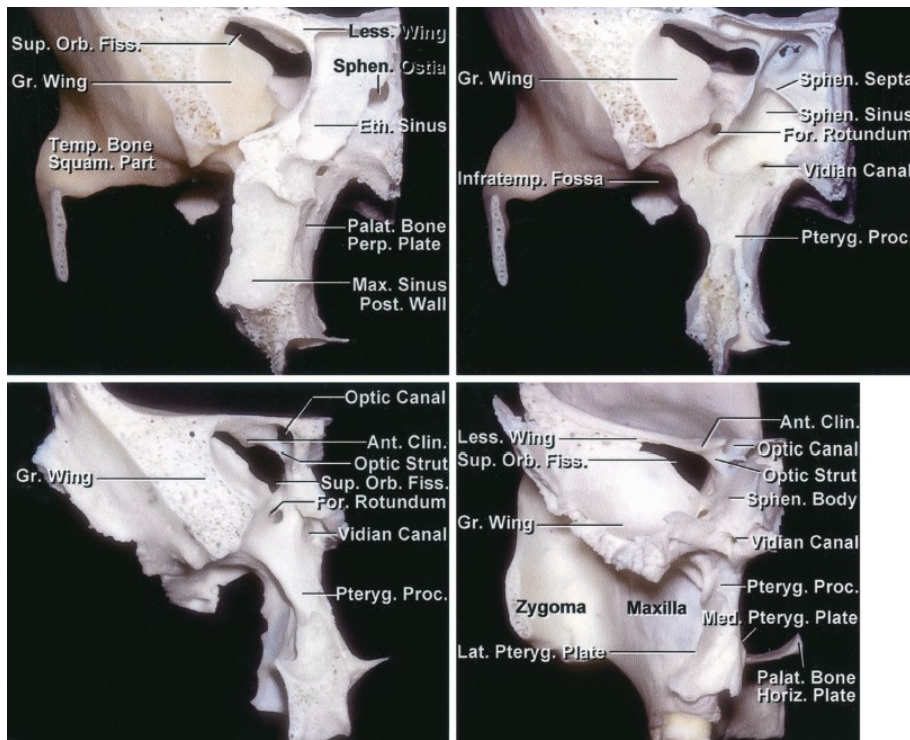 Less. Wing
Sup. Orb. Fiss.
Sphen. Ostia
Gr. Wing
Eth. Sinus
Temp. Bone
Squam. Part
Palat. Bone
Perp. Plate
Max. Sinus
Post. Wall
Gr. Wing
Sphen. Septa
Sphen. Sinus
For. Rotundum
Vidian Canal
Infratemp. Fossa
Pteryg. Proc.
Optic Canal
Ant. Clin.
Optic Strut
Gr. Wing
Sup. Orb. Fiss.
For. Rotundum
Vidian Canal
Pteryg. Proc.
Ant. Clin.
Less. Wing
Optic Canal
Sup. Orb. Fiss.
Optic Strut
Sphen. Body
Gr. Wing
Vidian Canal
Pteryg. Proc.
Zygoma
Maxilla
Med. Pteryg. Plate
Lat. Pteryg. Plate
Palat. Bone
Horiz. Plate